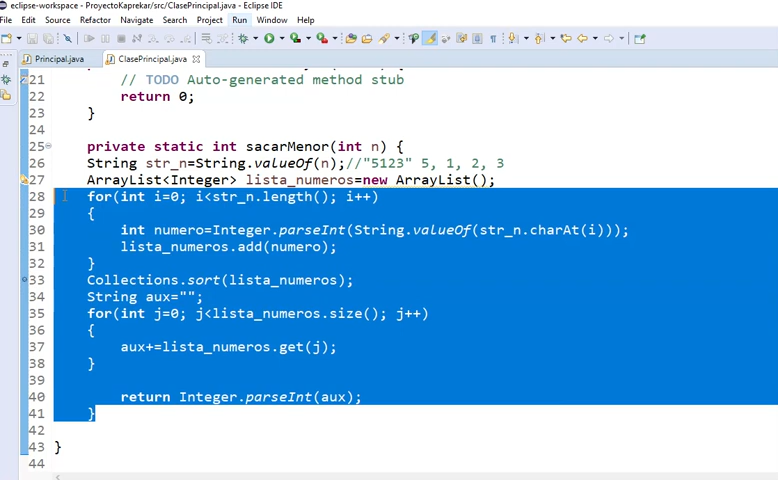 eclipse-workspace - ProyectoKaprekar/src/ClasePrincipal.java - Eclipse IDE
File Edit Source Refactor Navigate Search Project Run Window Help
Principal.java ClasePrincipal.java
21 // TODO Auto-generated method stub
22 return 0;
23 }
24
25 private static int sacarMenor(int n) {
26 String str_n=String.valueOf(n);//"5123" 5, 1, 2, 3
27 ArrayList<Integer> lista_numeros=new ArrayList();
28 for(int i=0; i<str_n.length(); i++)
29 {
30 int numero=Integer.parseInt(String.valueOf(str_n.charAt(i)));
31 lista_numeros.add(numero);
32 }
33 Collections.sort(lista_numeros);
34 String aux="";
35 for(int j=0; j<lista_numeros.size(); j++)
36 {
37 aux+=lista_numeros.get(j);
38 }
39
40 return Integer.parseInt(aux);
41 }
42
43 }
44